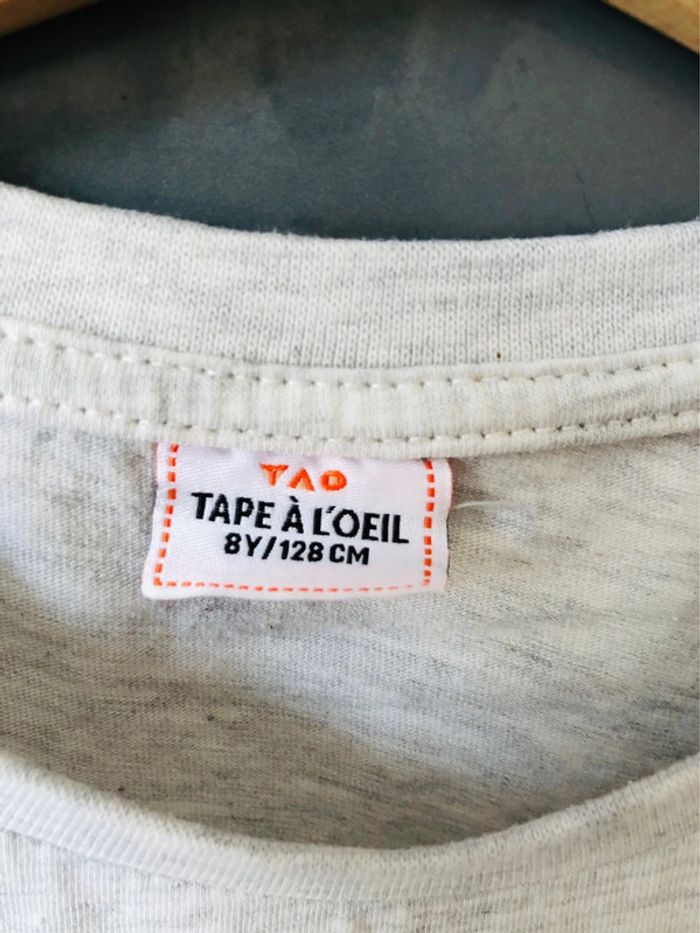 TAO
TAPE À L'OEIL
8Y/128 CM